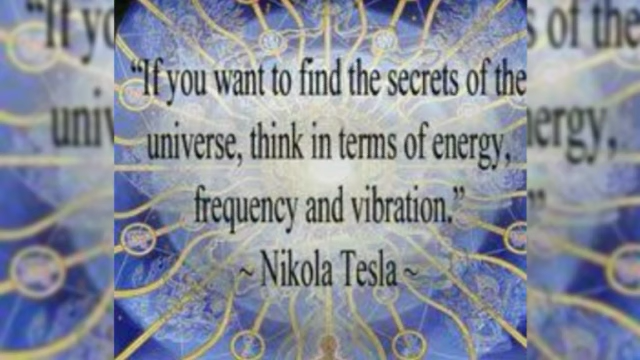 “If you want to find the secrets of the
universe, think in terms of energy,
frequency and vibration.”
~ Nikola Tesla ~